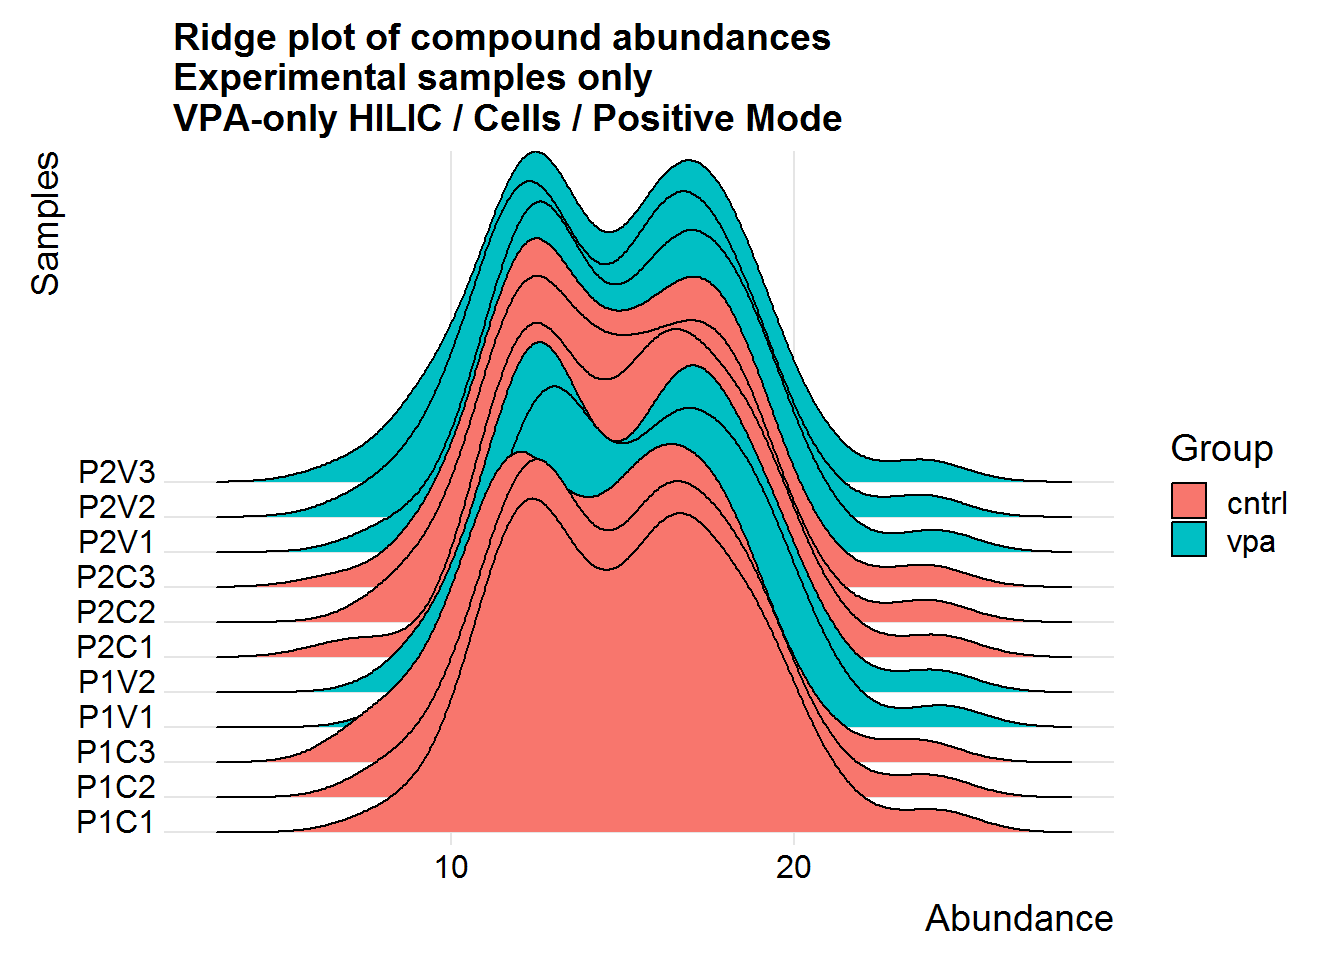 Ridge plot of compound abundances
Experimental samples only
VPA-only HILIC / Cells / Positive Mode
Samples
P2V3
P2V2
P2V1
P2C3
P2C2
P2C1
P1V2
P1V1
P1C3
P1C2
P1C1
10
20
Abundance
Group
cntrl
vpa